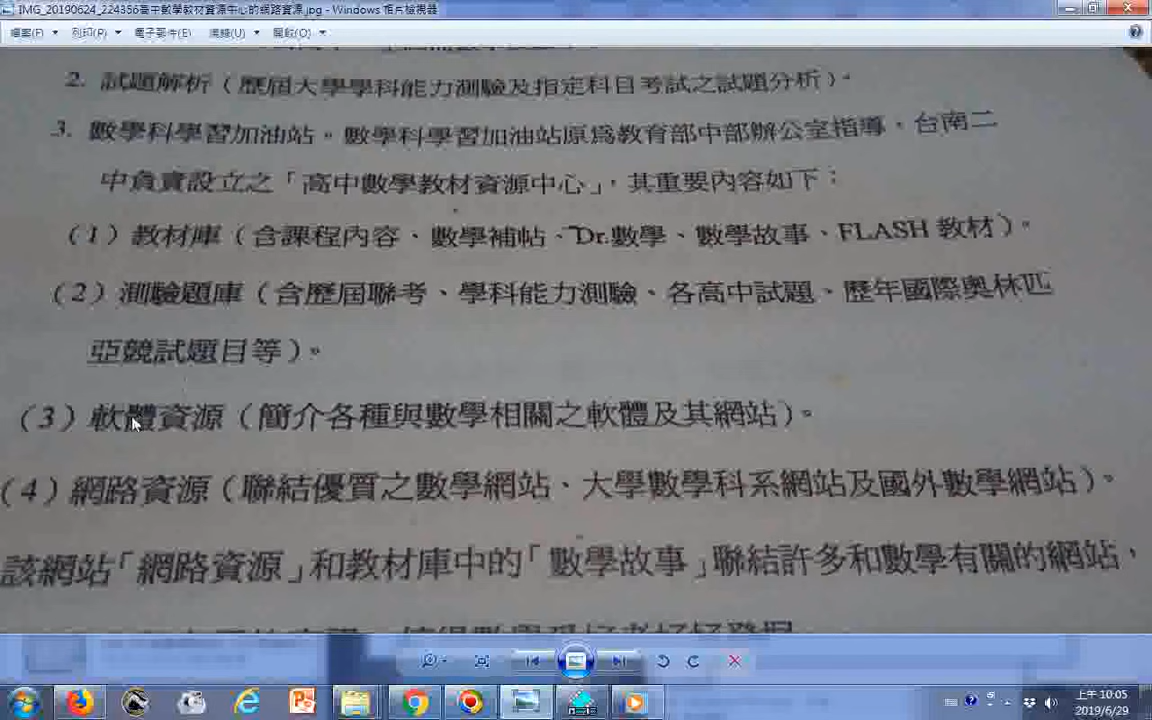 IMG_20190624_224356臺中數學教材資源中心的網路資源.jpg - Windows 相片檢視器
檔案(F) 列印(P) 電子郵件(E) 燒錄(U) 開啟(O)
2. 試題解析（歷屆大學學科能力測驗及指定科目考試之試題分析）。
3. 數學科學習加油站。數學科學習加油站原為教育部中部辦公室指導，台南二
中負責設立之「高中數學教材資源中心」，其重要內容如下：
（1）教材庫（含課程內容、數學補帖、Dr.數學、數學故事、FLASH 教材）。
（2）測驗題庫（含歷屆聯考、學科能力測驗、各高中試題、歷年國際奧林匹
亞競試題目等）。
（3）軟體資源（簡介各種與數學相關之軟體及其網站）。
（4）網路資源（聯結優質之數學網站、大學數學科系網站及國外數學網站）。
該網站「網路資源」和教材庫中的「數學故事」聯結許多和數學有關的網站，
上午 10:05
2019/6/29